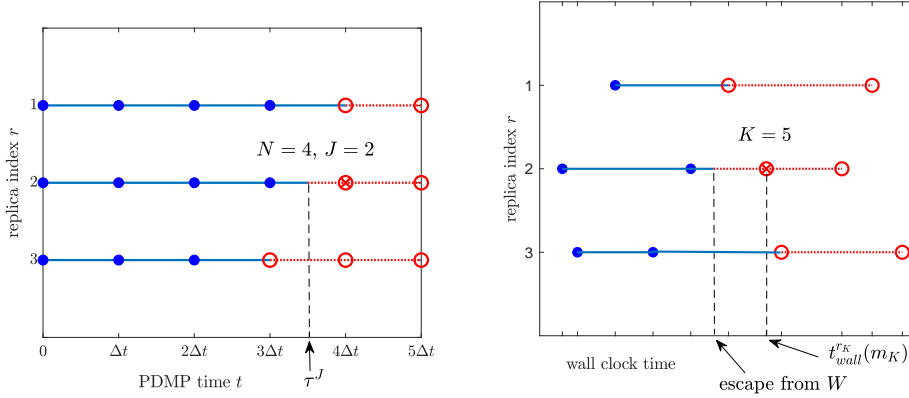 replica index r
1
2
3
N = 4, J = 2
0
Δt
2Δt
3Δt
4Δt
5Δt
PDMP time t
τ^J
replica index r
1
2
3
K = 5
wall clock time
escape from W
t_{wall}^{r_K}(m_K)